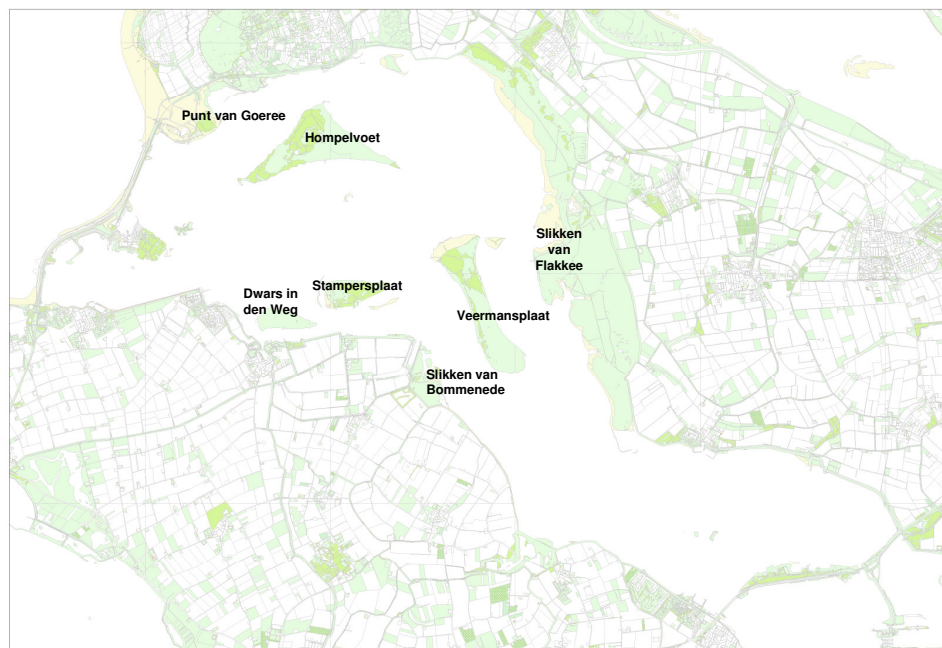 Punt van Goeree
Hompelvoet
Slikken
van
Flakkee
Dwars in
den Weg
Stampersplaat
Veermansplaat
Slikken van
Bommenede